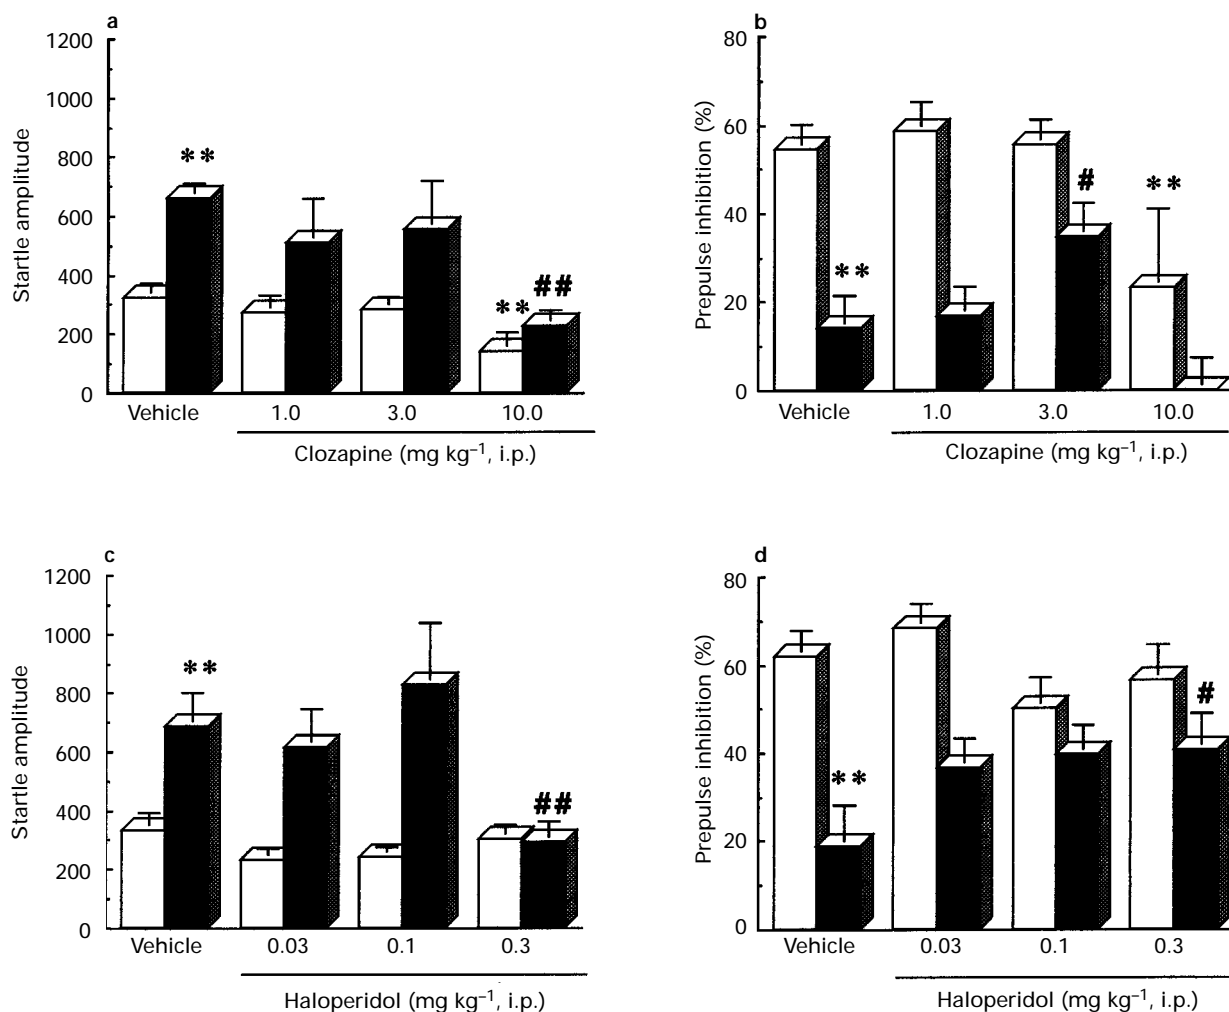 a
1200
1000
800
600
400
200
0
Startle amplitude
**
**
##
Vehicle
1.0
3.0
10.0
Clozapine (mg kg⁻¹, i.p.)
b
80
60
40
20
0
Prepulse inhibition (%)
**
#
**
Vehicle
1.0
3.0
10.0
Clozapine (mg kg⁻¹, i.p.)
c
1200
1000
800
600
400
200
0
Startle amplitude
**
##
Vehicle
0.03
0.1
0.3
Haloperidol (mg kg⁻¹, i.p.)
d
80
60
40
20
0
Prepulse inhibition (%)
**
#
Vehicle
0.03
0.1
0.3
Haloperidol (mg kg⁻¹, i.p.)